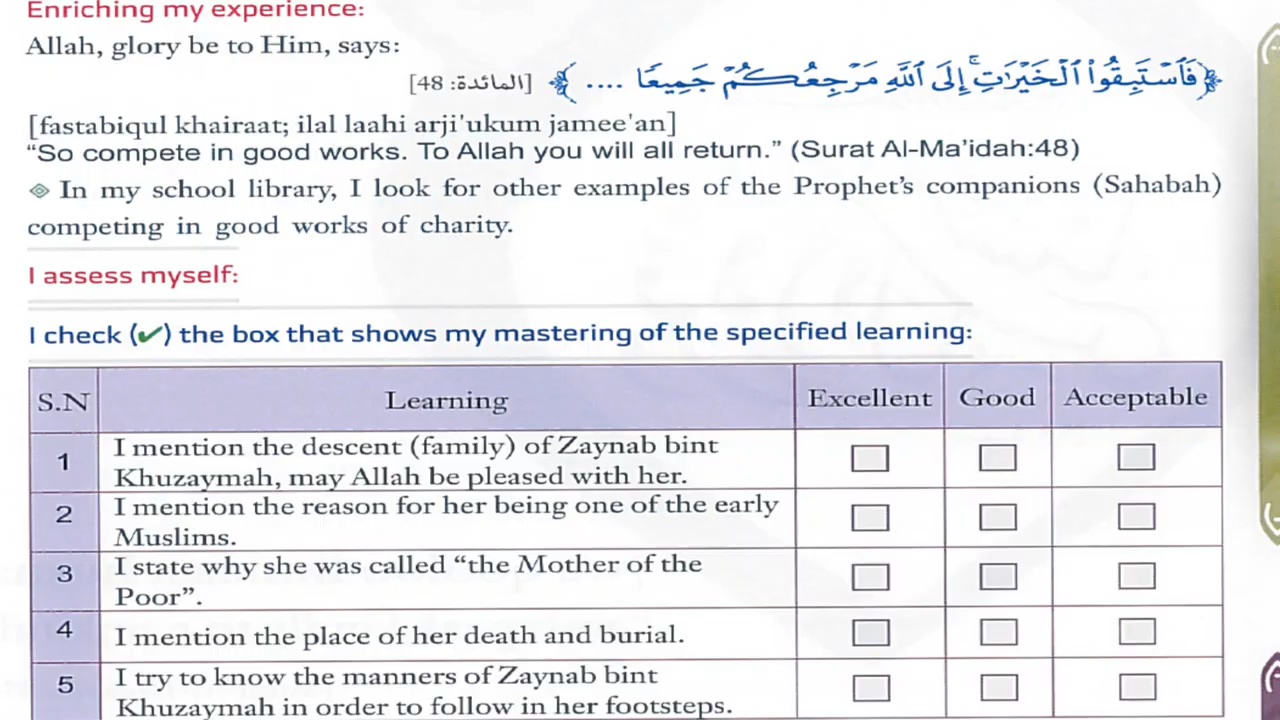 Enriching my experience:
Allah, glory be to Him, says:
﴿فَٱسْتَبِقُوا۟ ٱلْخَيْرَٰتِ ۚ إِلَى ٱللَّهِ مَرْجِعُكُمْ جَمِيعًا ....﴾ [المائدة: 48]
[fastabiqul khairaat; ilal laahi arji'ukum jamee'an]
“So compete in good works. To Allah you will all return.” (Surat Al-Ma’idah:48)
In my school library, I look for other examples of the Prophet’s companions (Sahabah)
competing in good works of charity.
I assess myself:
I check (✔) the box that shows my mastering of the specified learning:
S.N Learning Excellent Good Acceptable
1 I mention the descent (family) of Zaynab bint
Khuzaymah, may Allah be pleased with her.
2 I mention the reason for her being one of the early
Muslims.
3 I state why she was called “the Mother of the
Poor”.
4 I mention the place of her death and burial.
5 I try to know the manners of Zaynab bint
Khuzaymah in order to follow in her footsteps.